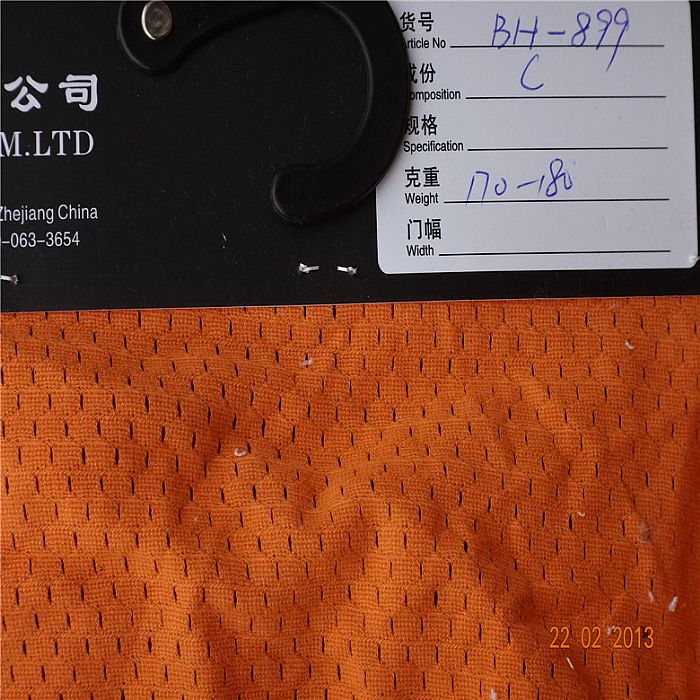 公司
M.LTD
Zhejiang China
-063-3654
货号
Article No BH-899
成份
Composition C
规格
Specification
克重
Weight 170-180
门幅
Width
22 02 2013